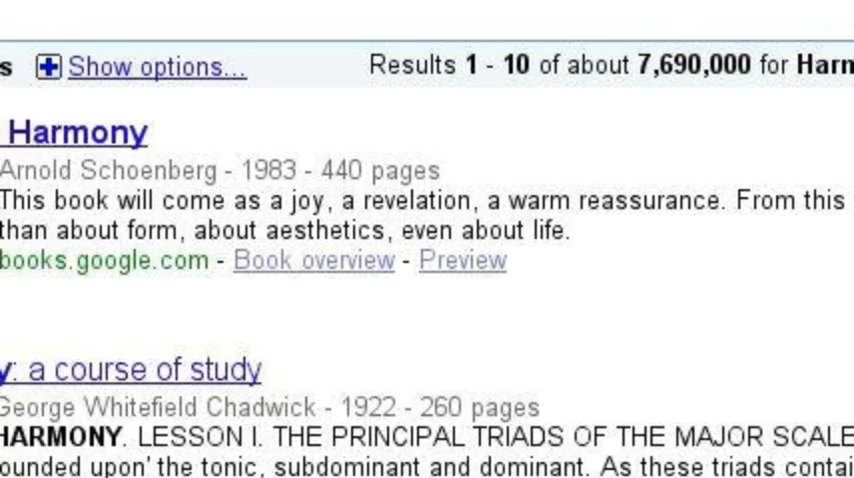 s Show options... Results 1 - 10 of about 7,690,000 for Harm
Harmony
Arnold Schoenberg - 1983 - 440 pages
This book will come as a joy, a revelation, a warm reassurance. From this
than about form, about aesthetics, even about life.
books.google.com - Book overview - Preview
y: a course of study
George Whitefield Chadwick - 1922 - 260 pages
HARMONY. LESSON I. THE PRINCIPAL TRIADS OF THE MAJOR SCALE
ounded upon' the tonic, subdominant and dominant. As these triads contai